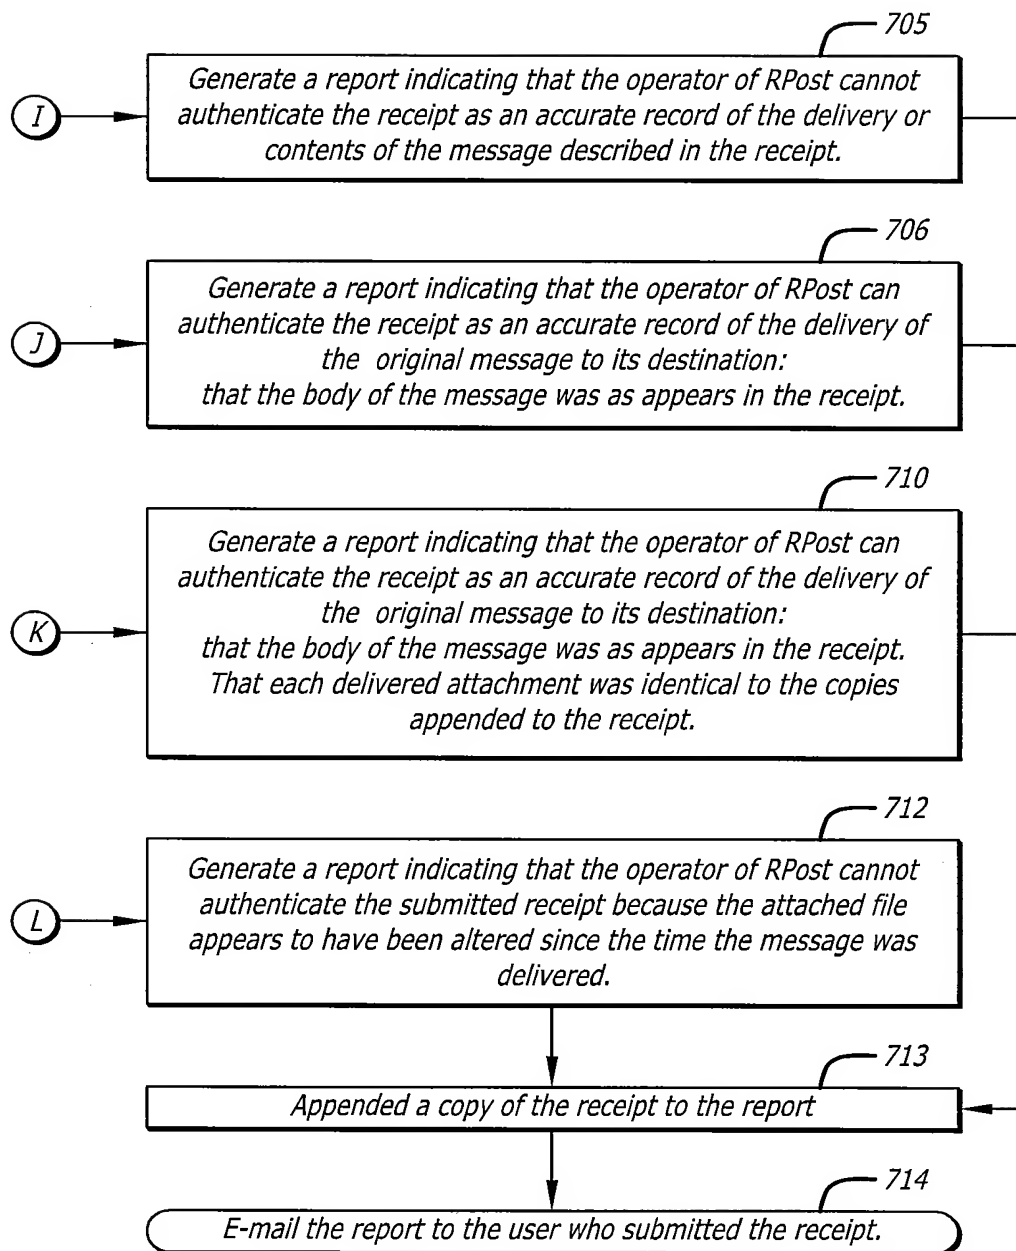 705
Generate a report indicating that the operator of RPost cannot
I
authenticate the receipt as an accurate record of the delivery or
contents of the message described in the receipt.
706
Generate a report indicating that the operator of RPost can
authenticate the receipt as an accurate record of the delivery of
J
the original message to its destination:
that the body of the message was as appears in the receipt.
710
Generate a report indicating that the operator of RPost can
authenticate the receipt as an accurate record of the delivery of
the original message to its destination:
K
that the body of the message was as appears in the receipt.
That each delivered attachment was identical to the copies
appended to the receipt.
712
Generate a report indicating that the operator of RPost cannot
authenticate the submitted receipt because the attached file
L
appears to have been altered since the time the message was
delivered.
713
Appended a copy of the receipt to the report
714
E-mail the report to the user who submitted the receipt.